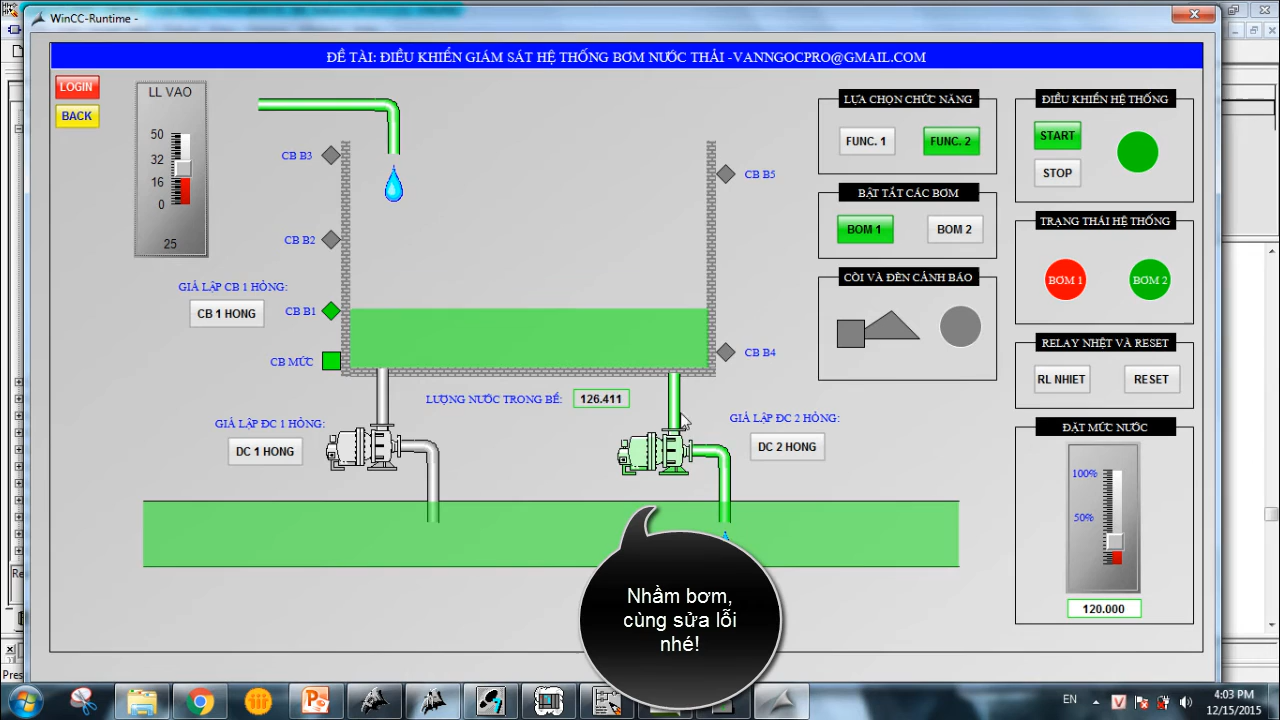 WinCC-Runtime -
ĐỀ TÀI: ĐIỀU KHIỂN GIÁM SÁT HỆ THỐNG BƠM NƯỚC THẢI -VANNGOCPRO@GMAIL.COM
LOGIN
BACK
LL VAO
50
32
16
0
25
CB B3
CB B2
GIẢ LẬP CB 1 HỎNG:
CB 1 HONG
CB B1
CB MỨC
CB B5
CB B4
LƯỢNG NƯỚC TRONG BỂ:
126.411
GIẢ LẬP ĐC 1 HỎNG:
DC 1 HONG
GIẢ LẬP ĐC 2 HỎNG:
DC 2 HONG
LỰA CHỌN CHỨC NĂNG
FUNC. 1
FUNC. 2
BẬT TẮT CÁC BƠM
BOM 1
BOM 2
CÒI VÀ ĐÈN CẢNH BÁO
ĐIỀU KHIỂN HỆ THỐNG
START
STOP
TRẠNG THÁI HỆ THỐNG
BƠM 1
BƠM 2
RELAY NHIỆT VÀ RESET
RL NHIET
RESET
ĐẶT MỨC NƯỚC
100%
50%
120.000
Nhầm bơm,
cùng sửa lỗi
nhé!
Re
Pres
EN
4:03 PM
12/15/2015